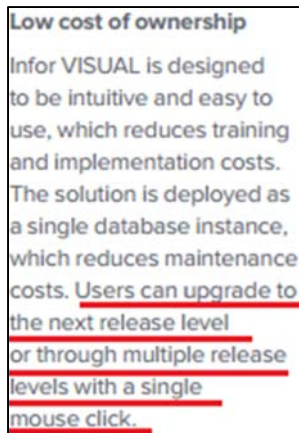 Low cost of ownership
Infor VISUAL is designed
to be intuitive and easy to
use, which reduces training
and implementation costs.
The solution is deployed as
a single database instance,
which reduces maintenance
costs. Users can upgrade to
the next release level
or through multiple release
levels with a single
mouse click.